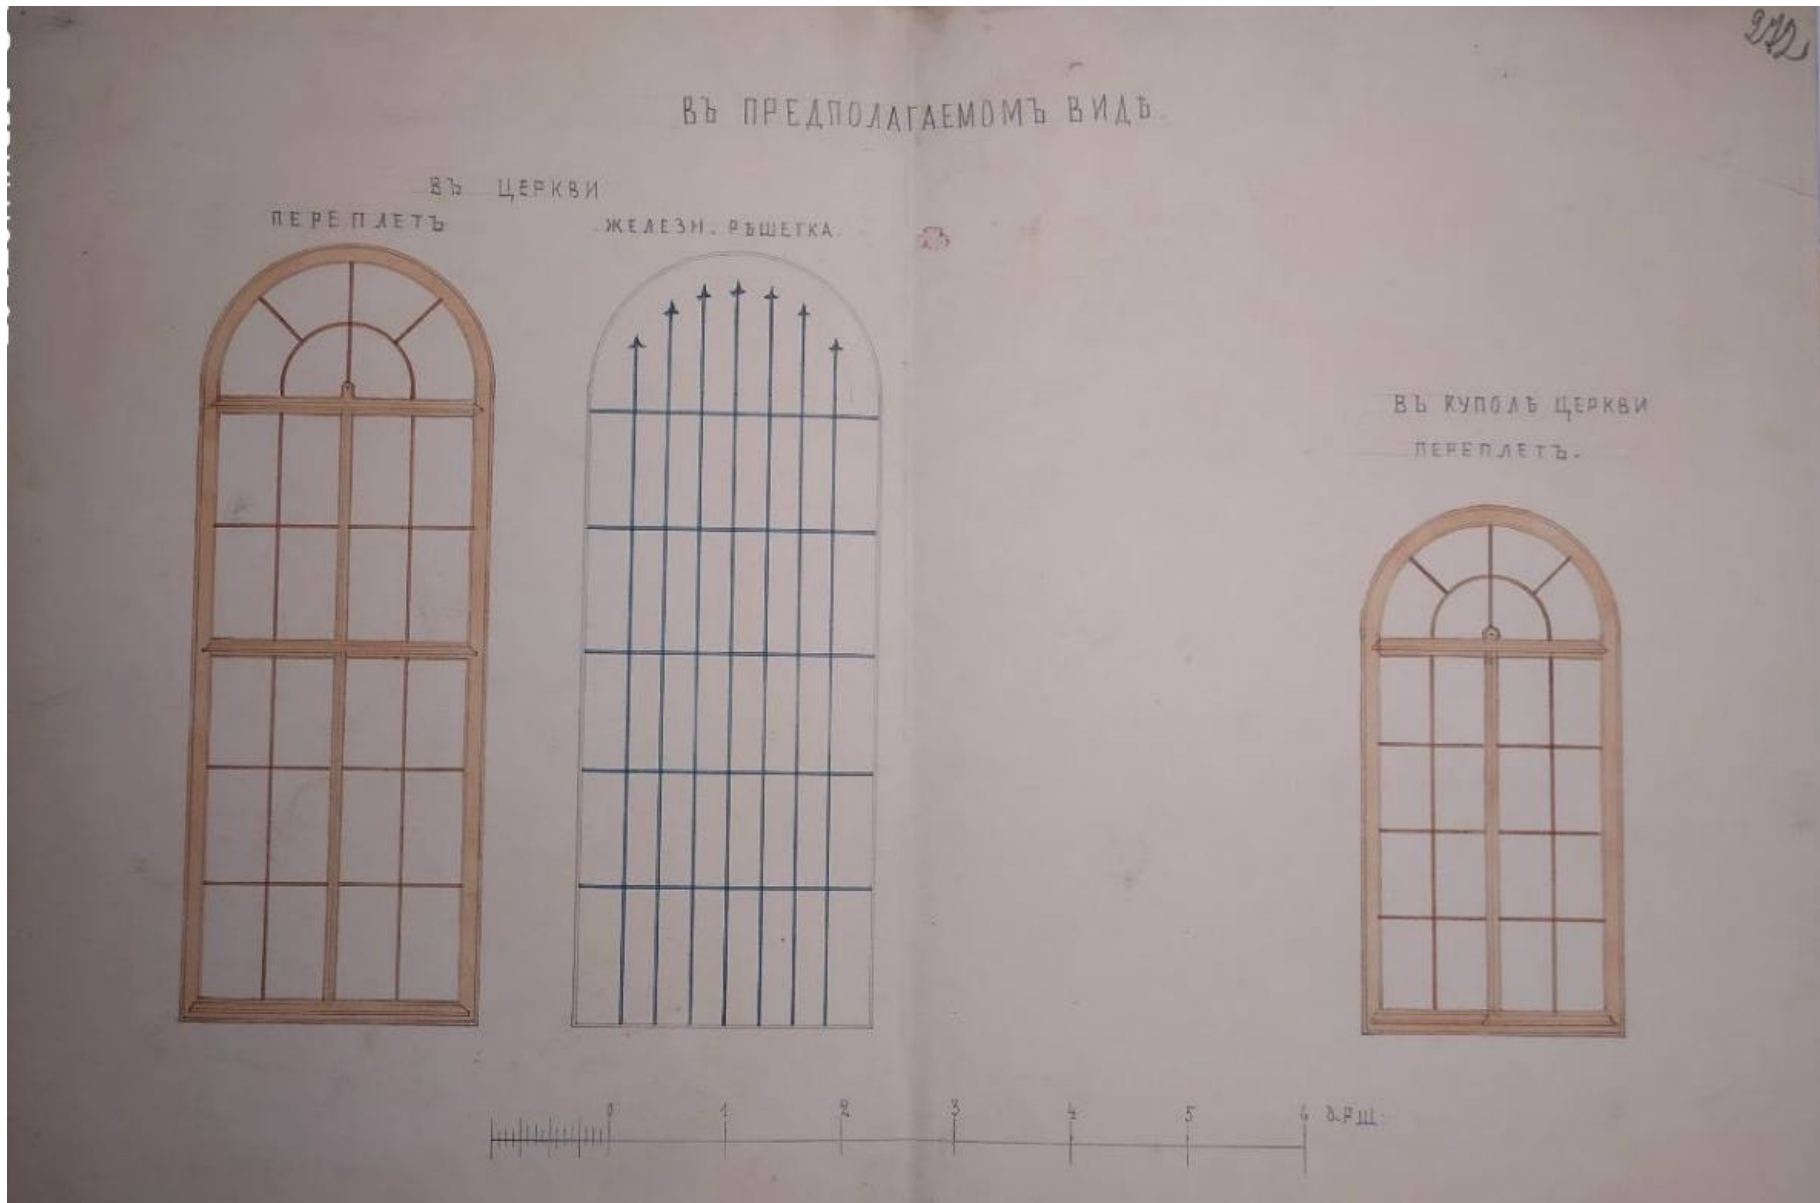 272
ВЪ ПРЕДПОЛАГАЕМОМЪ ВИДѢ.
ВЪ ЦЕРКВИ
ПЕРЕПЛЕТЪ
ЖЕЛЕЗН. РѢШЕТКА.
ВЪ КУПОЛѢ ЦЕРКВИ
ПЕРЕПЛЕТЪ.
0 1 2 3 4 5 6 АРШ.